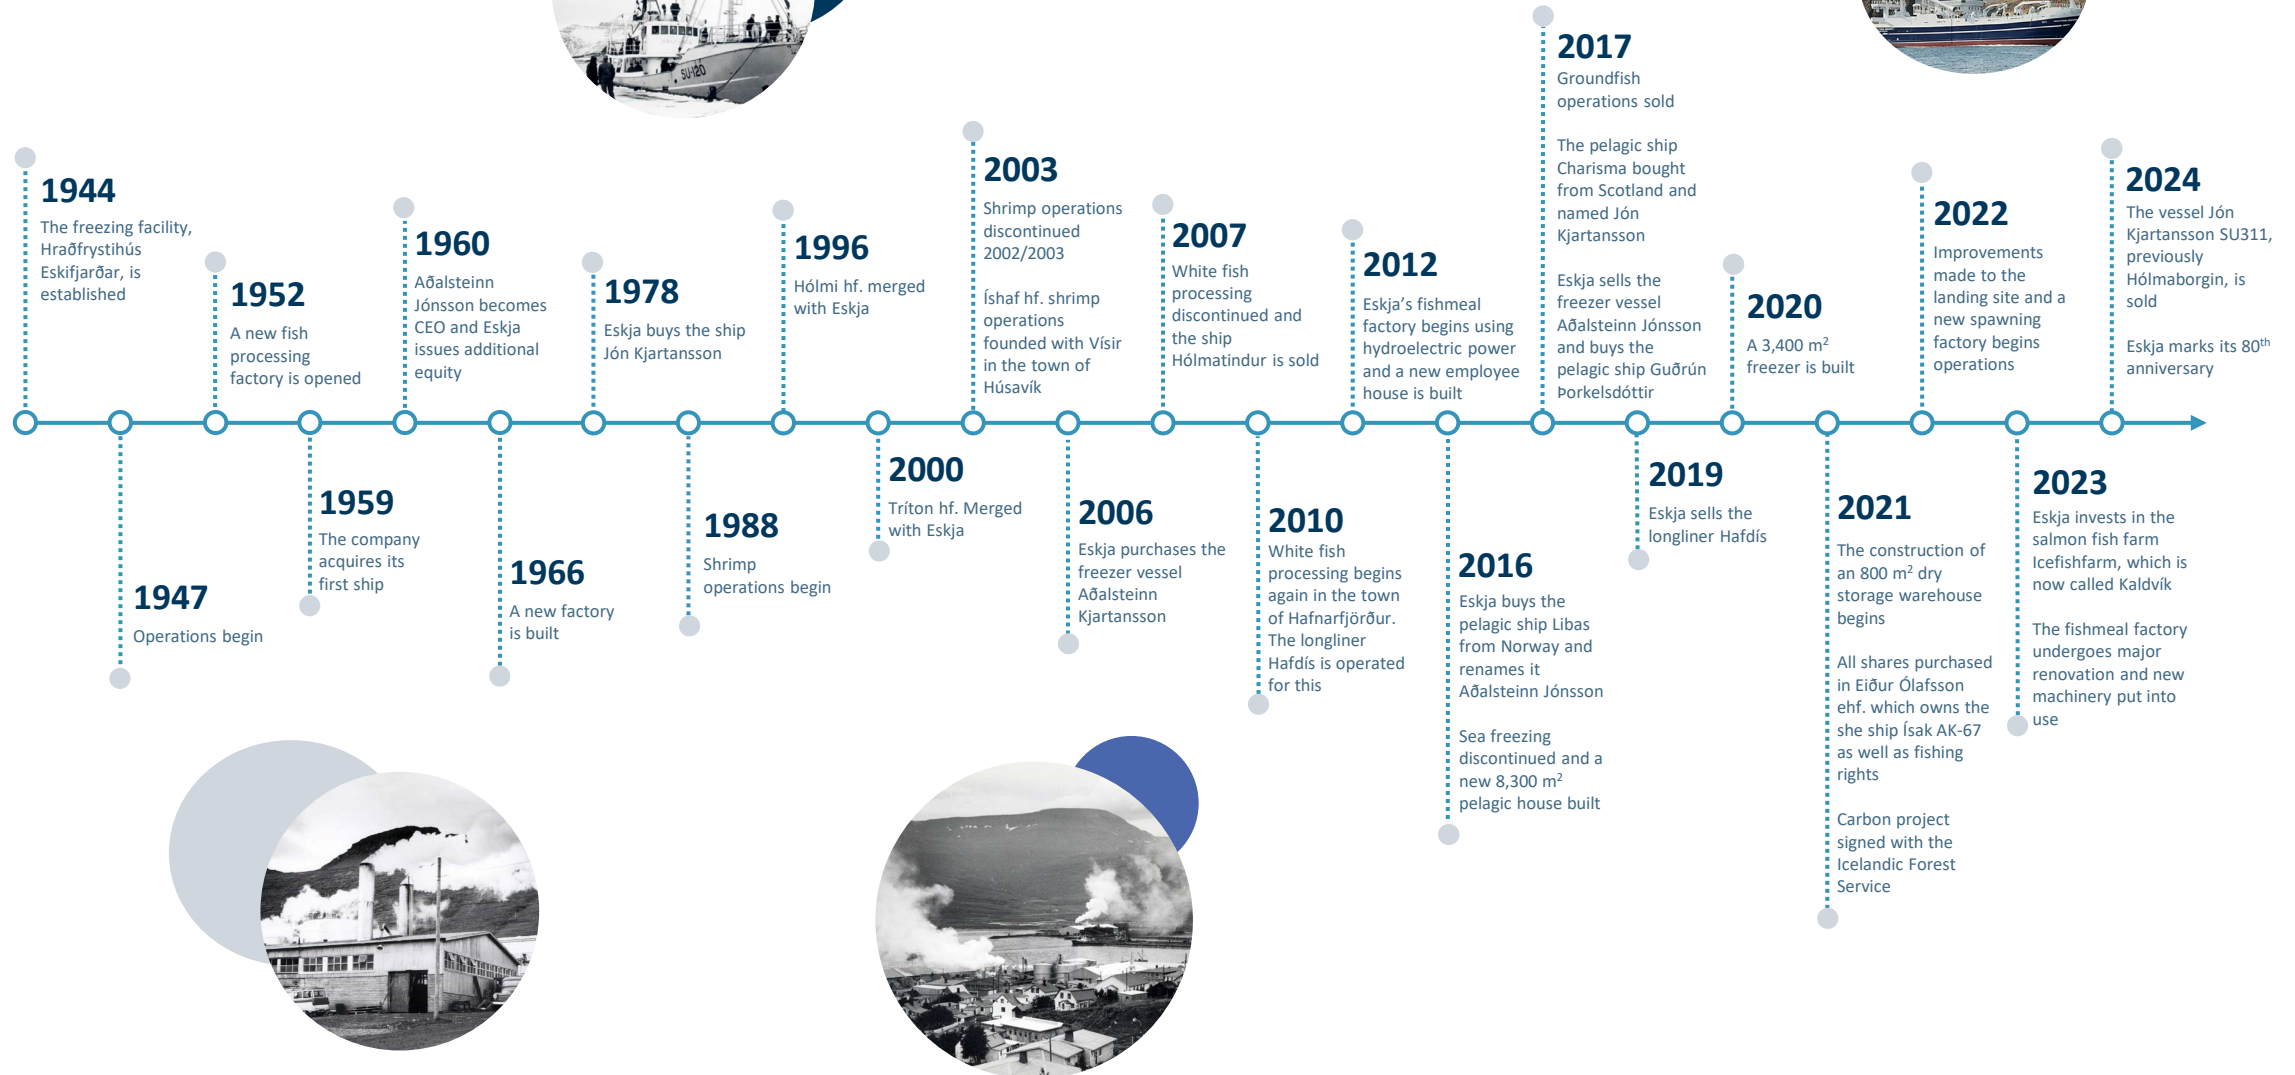 SU-120
1944
The freezing facility,
Hraðfrystihús
Eskifjarðar, is
established
1947
Operations begin
1952
A new fish
processing
factory is opened
1959
The company
acquires its
first ship
1960
Aðalsteinn
Jónsson becomes
CEO and Eskja
issues additional
equity
1966
A new factory
is built
1978
Eskja buys the ship
Jón Kjartansson
1988
Shrimp
operations begin
1996
Hólmi hf. merged
with Eskja
2000
Tríton hf. Merged
with Eskja
2003
Shrimp operations
discontinued
2002/2003
Íshaf hf. shrimp
operations
founded with Vísir
in the town of
Húsavík
2006
Eskja purchases the
freezer vessel
Aðalsteinn
Kjartansson
2007
White fish
processing
discontinued and
the ship
Hólmatindur is sold
2010
White fish
processing begins
again in the town
of Hafnarfjörður.
The longliner
Hafdís is operated
for this
2012
Eskja’s fishmeal
factory begins using
hydroelectric power
and a new employee
house is built
2016
Eskja buys the
pelagic ship Libas
from Norway and
renames it
Aðalsteinn Jónsson
Sea freezing
discontinued and a
new 8,300 m²
pelagic house built
2017
Groundfish
operations sold
The pelagic ship
Charisma bought
from Scotland and
named Jón
Kjartansson
Eskja sells the
freezer vessel
Aðalsteinn Jónsson
and buys the
pelagic ship Guðrún
Þorkelsdóttir
2019
Eskja sells the
longliner Hafdís
2020
A 3,400 m²
freezer is built
2021
The construction of
an 800 m² dry
storage warehouse
begins
All shares purchased
in Eiður Ólafsson
ehf. which owns the
she ship Ísak AK-67
as well as fishing
rights
Carbon project
signed with the
Icelandic Forest
Service
2022
Improvements
made to the
landing site and a
new spawning
factory begins
operations
2023
Eskja invests in the
salmon fish farm
Icefishfarm, which is
now called Kaldvík
The fishmeal factory
undergoes major
renovation and new
machinery put into
use
2024
The vessel Jón
Kjartansson SU311,
previously
Hólmaborgin, is
sold
Eskja marks its 80th
anniversary